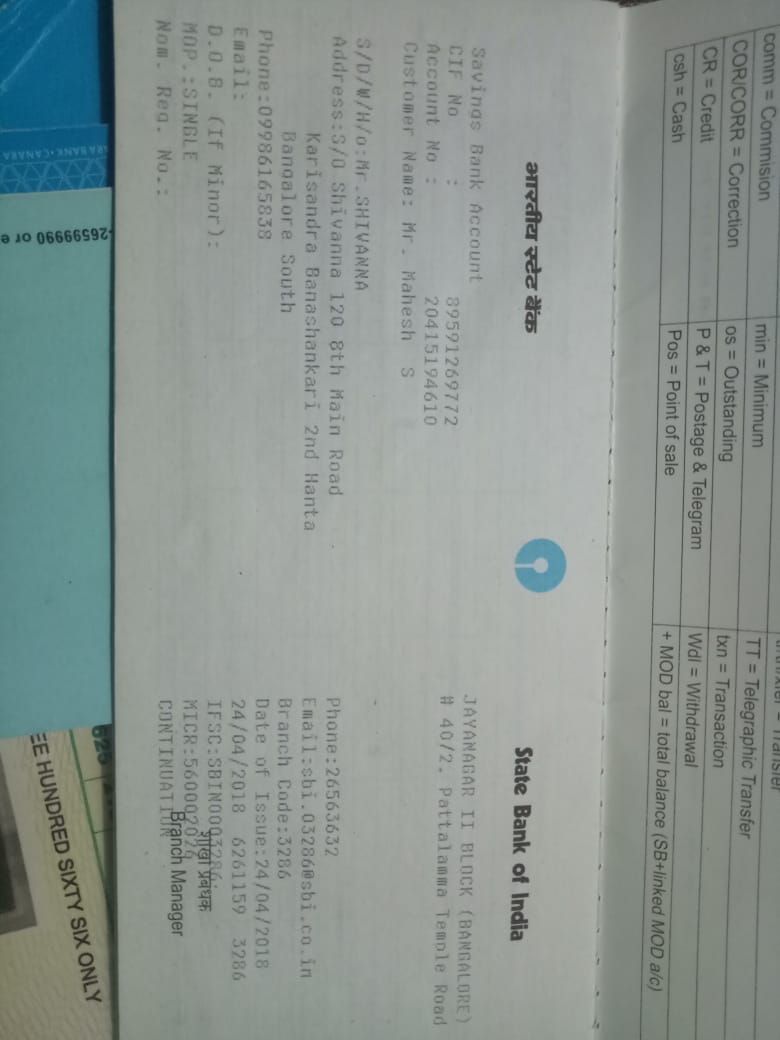 comm = Commision
min = Minimum
TT = Telegraphic Transfer
COR/CORR = Correction
os = Outstanding
txn = Transaction
CR = Credit
P & T = Postage & Telegram
Wdl = Withdrawal
csh = Cash
Pos = Point of sale
+ MOD bal = total balance (SB+linked MOD a/c)
भारतीय स्टेट बैंक
State Bank of India
Savings Bank Account
CIF No : 89591269772
Account No : 20415194610
Customer Name: Mr. Mahesh S
S/D/W/H/o:Mr.SHIVANNA
Address:S/O Shivanna 120 8th Main Road
Karisandra Banashankari 2nd Hanta
Bangalore South
Phone:09986165838
Email:
D.O.B. (If Minor):
MOP.:SINGLE
Nom. Reg. No.:
JAYANAGAR II BLOCK (BANGALORE)
# 40/2, Pattalamma Temple Road
Phone:26563632
Email:sbi.03286@sbi.co.in
Branch Code:3286
Date of Issue:24/04/2018
24/04/2018 6261159 3286
IFSC:SBIN0003286
शाखा प्रबंधक
MICR:560002026
Branch Manager
CONTINUATION
26599990 or e
ARA BANK•CANARA
EE HUNDRED SIXTY SIX ONLY